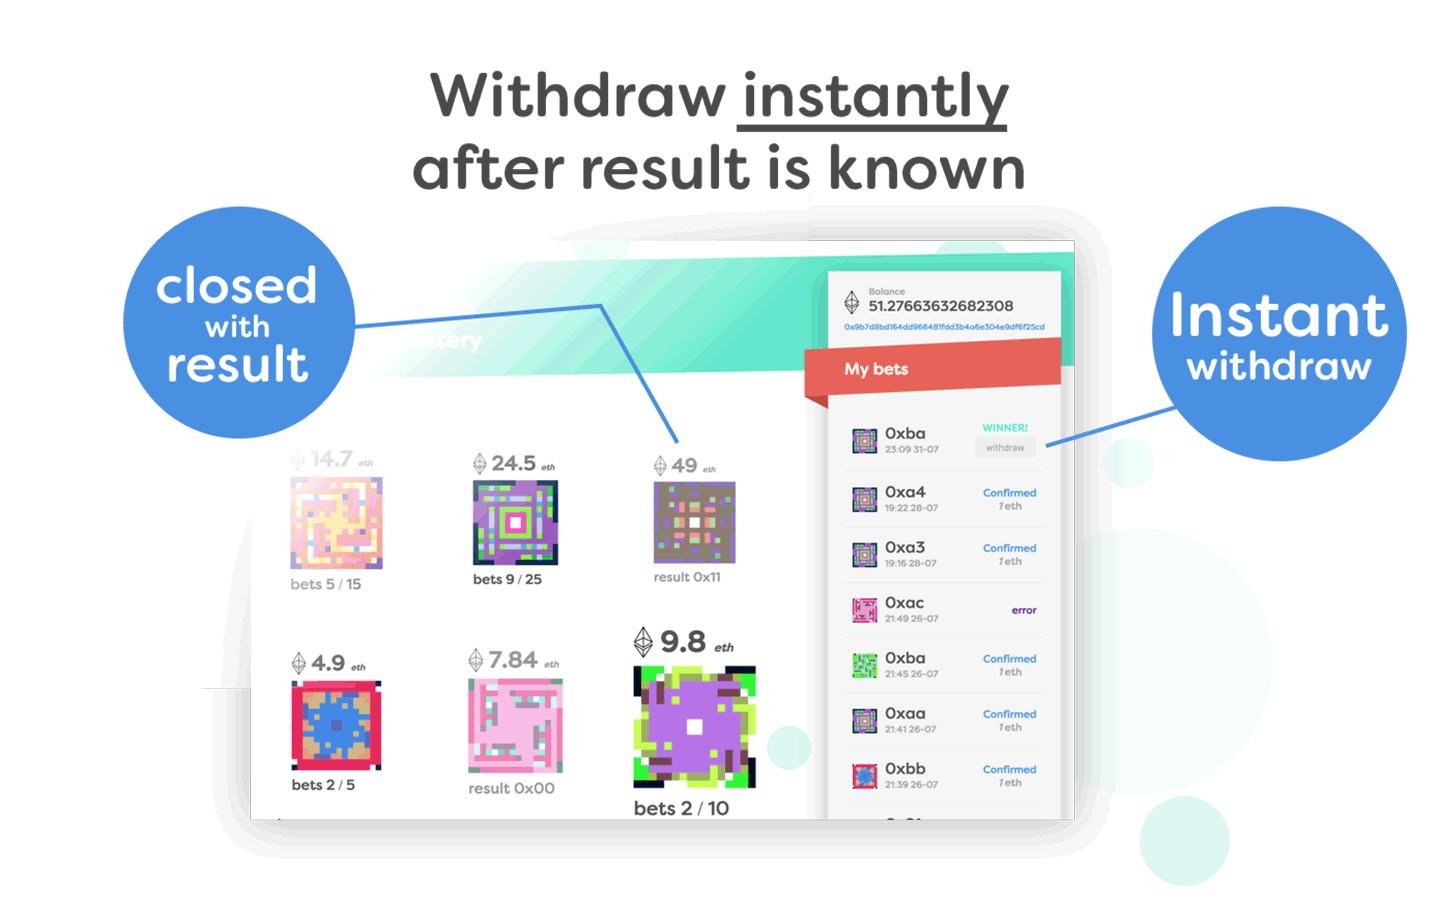 Withdraw instantly
after result is known
closed
with
result
Instant
withdraw
Balance
51.27663632682308
0x9b7d8bd164dd966481fdd3b4a6e304e9df6f25cd
My bets
14.7 eth
bets 5 / 15
24.5 eth
bets 9 / 25
49 eth
result 0x11
4.9 eth
bets 2 / 5
7.84 eth
result 0x00
9.8 eth
bets 2 / 10
0xba
23:09 31-07
WINNER!
withdraw
0xa4
19:22 28-07
Confirmed
1 eth
0xa3
19:16 28-07
Confirmed
1 eth
0xac
21:49 26-07
error
0xba
21:45 26-07
Confirmed
1 eth
0xaa
21:41 26-07
Confirmed
1 eth
0xbb
21:39 26-07
Confirmed
1 eth